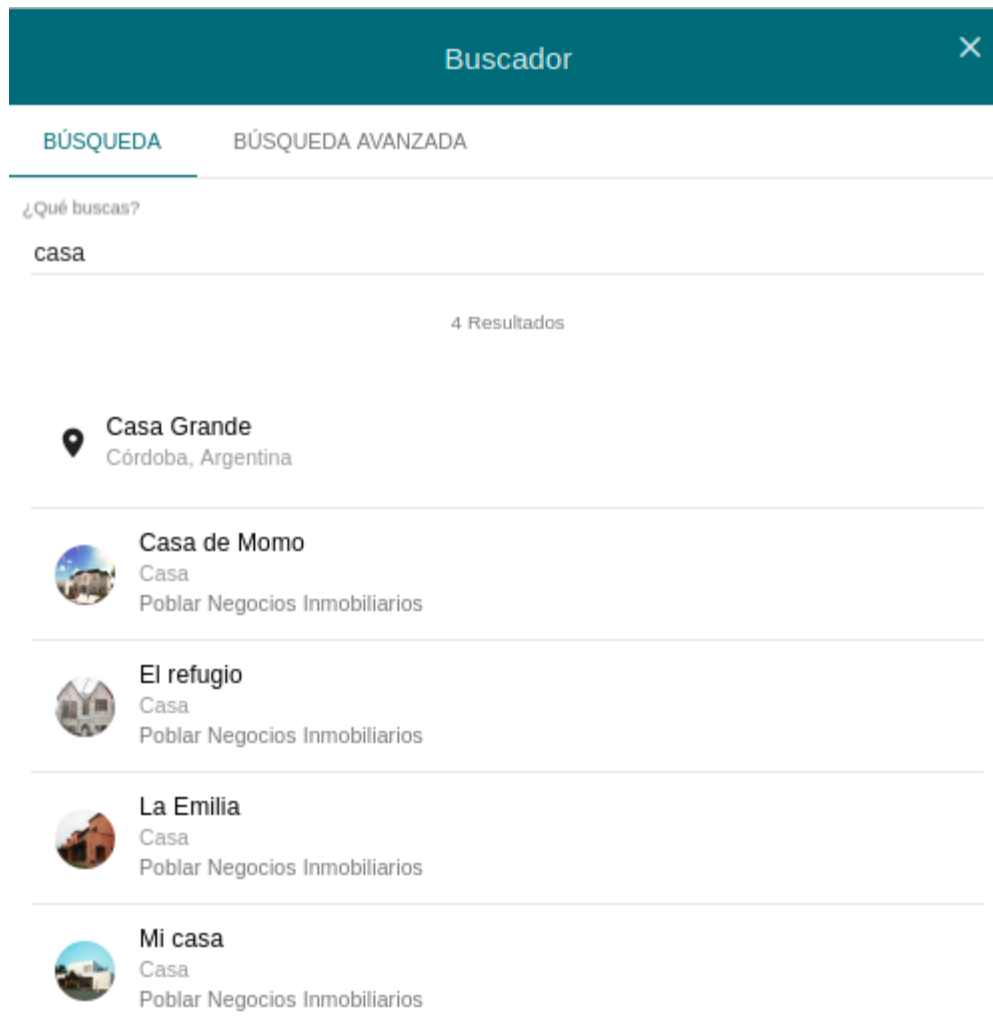 Buscador
BÚSQUEDA BÚSQUEDA AVANZADA
¿Qué buscas?
casa
4 Resultados
Casa Grande
Córdoba, Argentina
Casa de Momo
Casa
Poblar Negocios Inmobiliarios
El refugio
Casa
Poblar Negocios Inmobiliarios
La Emilia
Casa
Poblar Negocios Inmobiliarios
Mi casa
Casa
Poblar Negocios Inmobiliarios